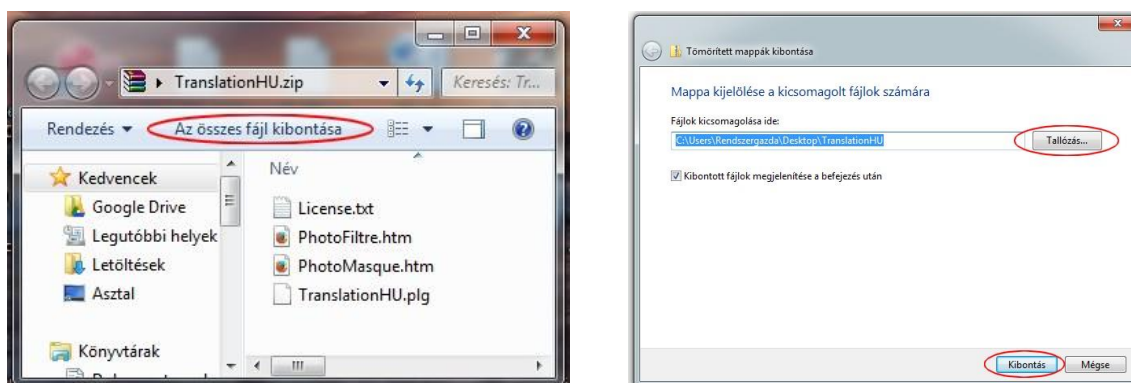 TranslationHU.zip
Keresés: Tr...
Rendezés
Az összes fájl kibontása
Kedvencek
Google Drive
Legutóbbi helyek
Letöltések
Asztal
Könyvtárak
Név
License.txt
PhotoFiltre.htm
PhotoMasque.htm
TranslationHU.plg
Tömörített mappák kibontása
Mappa kijelölése a kicsomagolt fájlok számára
Fájlok kicsomagolása ide:
C:\Users\Rendszergazda\Desktop\TranslationHU
Tallózás...
Kibontott fájlok megjelenítése a befejezés után
Kibontás
Mégse